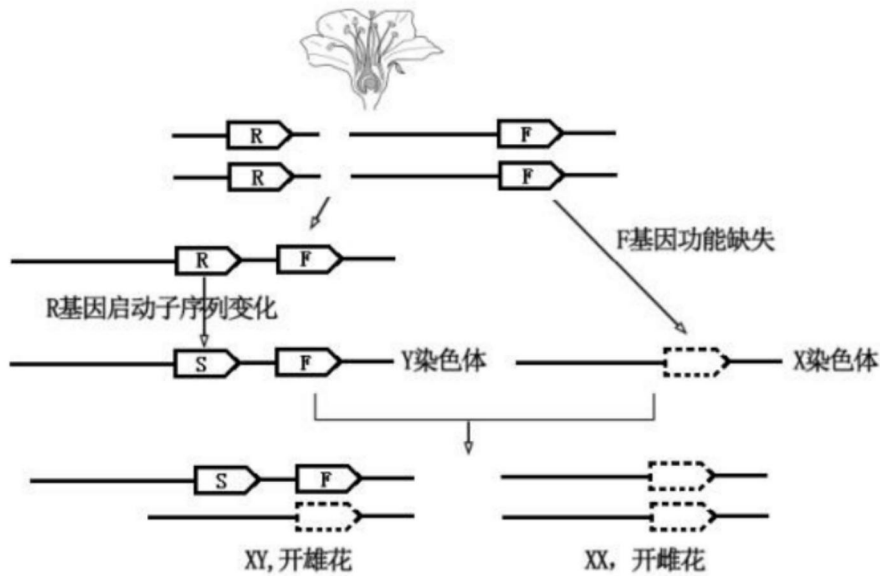 R F
R F
F基因功能缺失
R F
R基因启动子序列变化
S F Y染色体 X染色体
S F
XY,开雄花 XX，开雌花